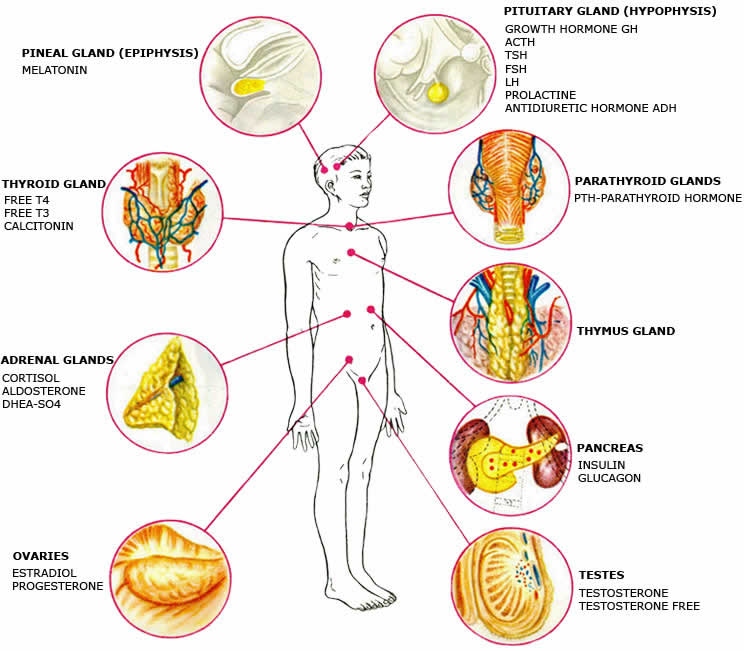 PITUITARY GLAND (HYPOPHYSIS)
GROWTH HORMONE GH
ACTH
TSH
FSH
LH
PROLACTINE
ANTIDIURETIC HORMONE ADH
PINEAL GLAND (EPIPHYSIS)
MELATONIN
THYROID GLAND
FREE T4
FREE T3
CALCITONIN
PARATHYROID GLANDS
PTH-PARATHYROID HORMONE
THYMUS GLAND
ADRENAL GLANDS
CORTISOL
ALDOSTERONE
DHEA-SO4
PANCREAS
INSULIN
GLUCAGON
OVARIES
ESTRADIOL
PROGESTERONE
TESTES
TESTOSTERONE
TESTOSTERONE FREE